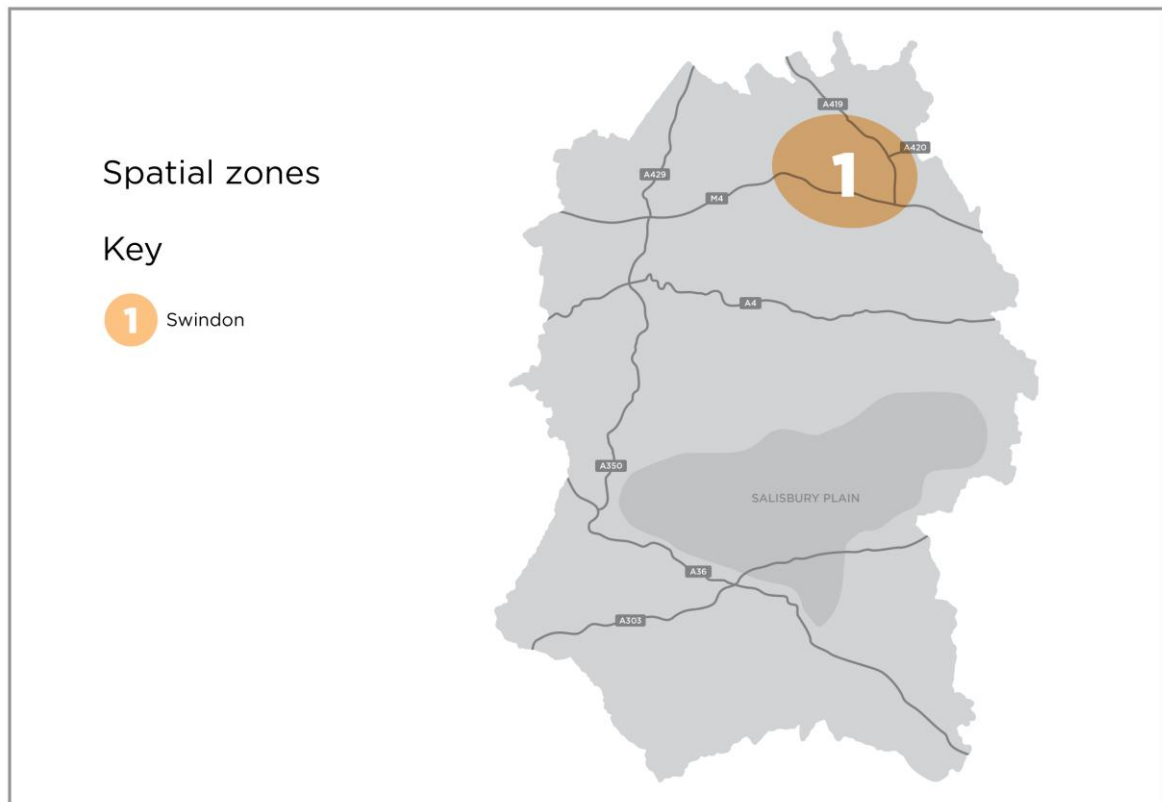 Spatial zones
Key
1 Swindon
A419
1
A420
A429
M4
A4
A350
SALISBURY PLAIN
A36
A303